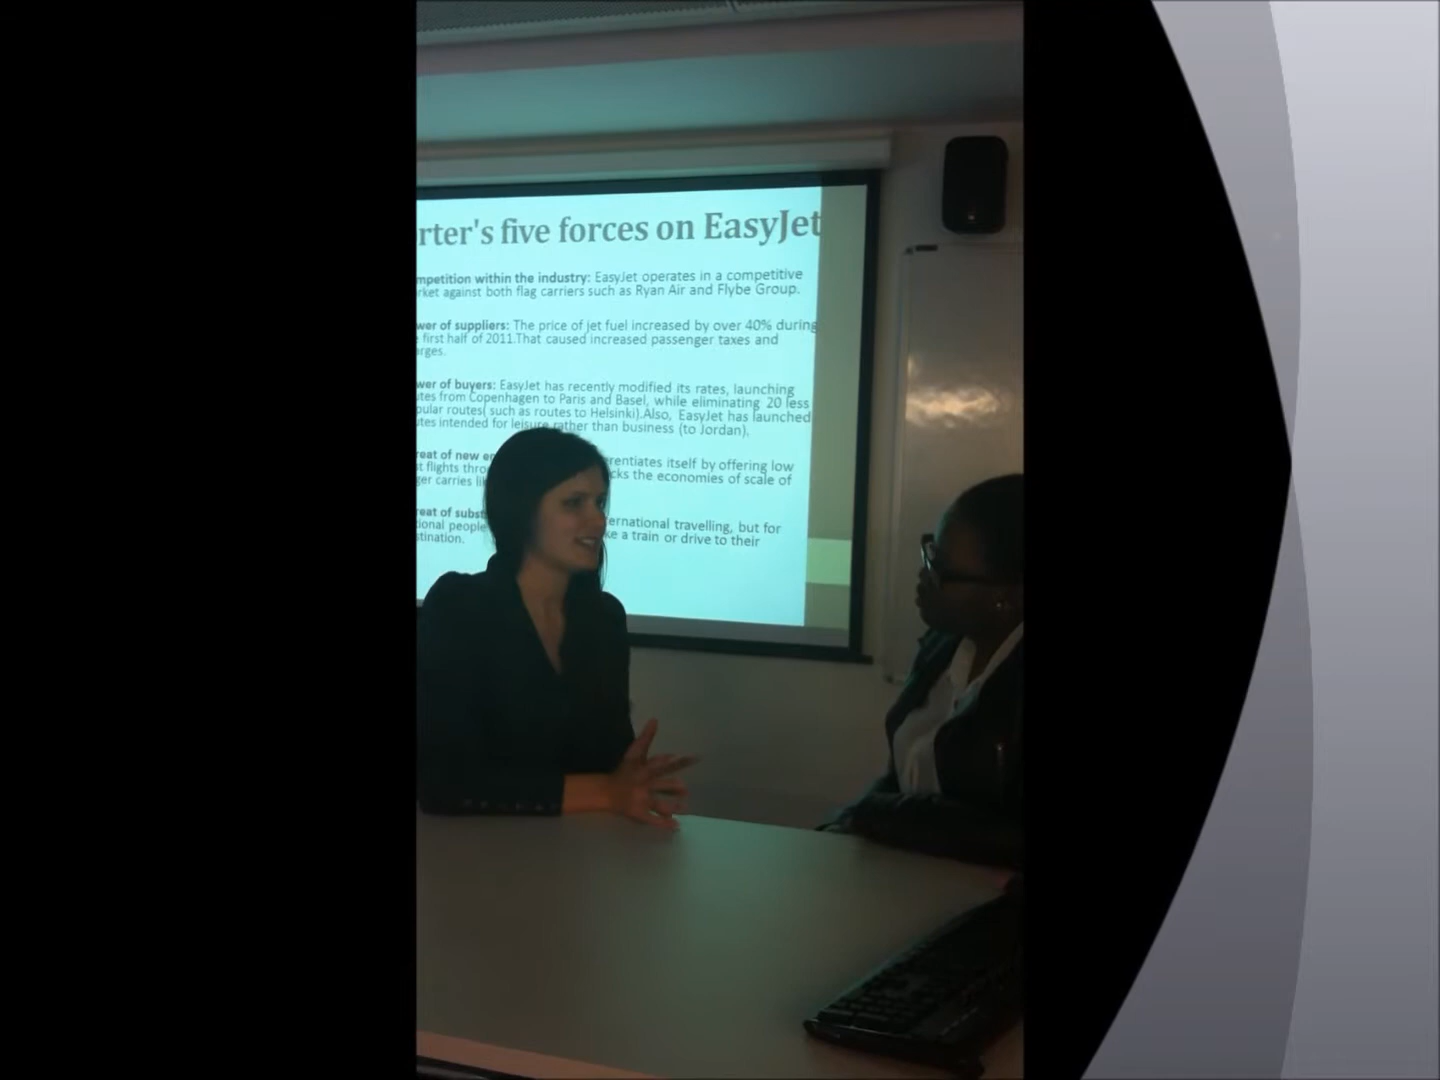 rter's five forces on EasyJet
mpetition within the industry: EasyJet operates in a competitive
rket against both flag carriers such as Ryan Air and Flybe Group.
wer of suppliers: The price of jet fuel increased by over 40% during
first half of 2011.That caused increased passenger taxes and
arges.
wer of buyers: EasyJet has recently modified its rates, launching
utes from Copenhagen to Paris and Basel, while eliminating 20 less
pular routes( such as routes to Helsinki).Also, EasyJet has launched
utes intended for leisure rather than business (to Jordan).
reat of new en erentiates itself by offering low
t flights thro cks the economies of scale of
ger carries li
reat of subst ernational travelling, but for
ional people ke a train or drive to their
stination.